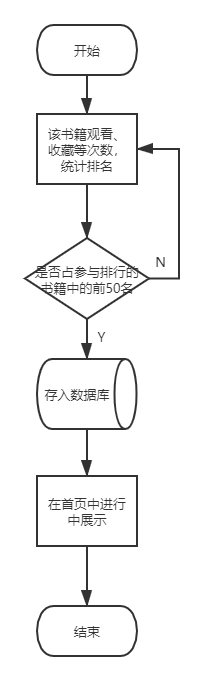 开始
该书籍观看、
收藏等次数，
统计排名
是否占参与排行的
书籍中的前50名
N
Y
存入数据库
在首页中进行
中展示
结束